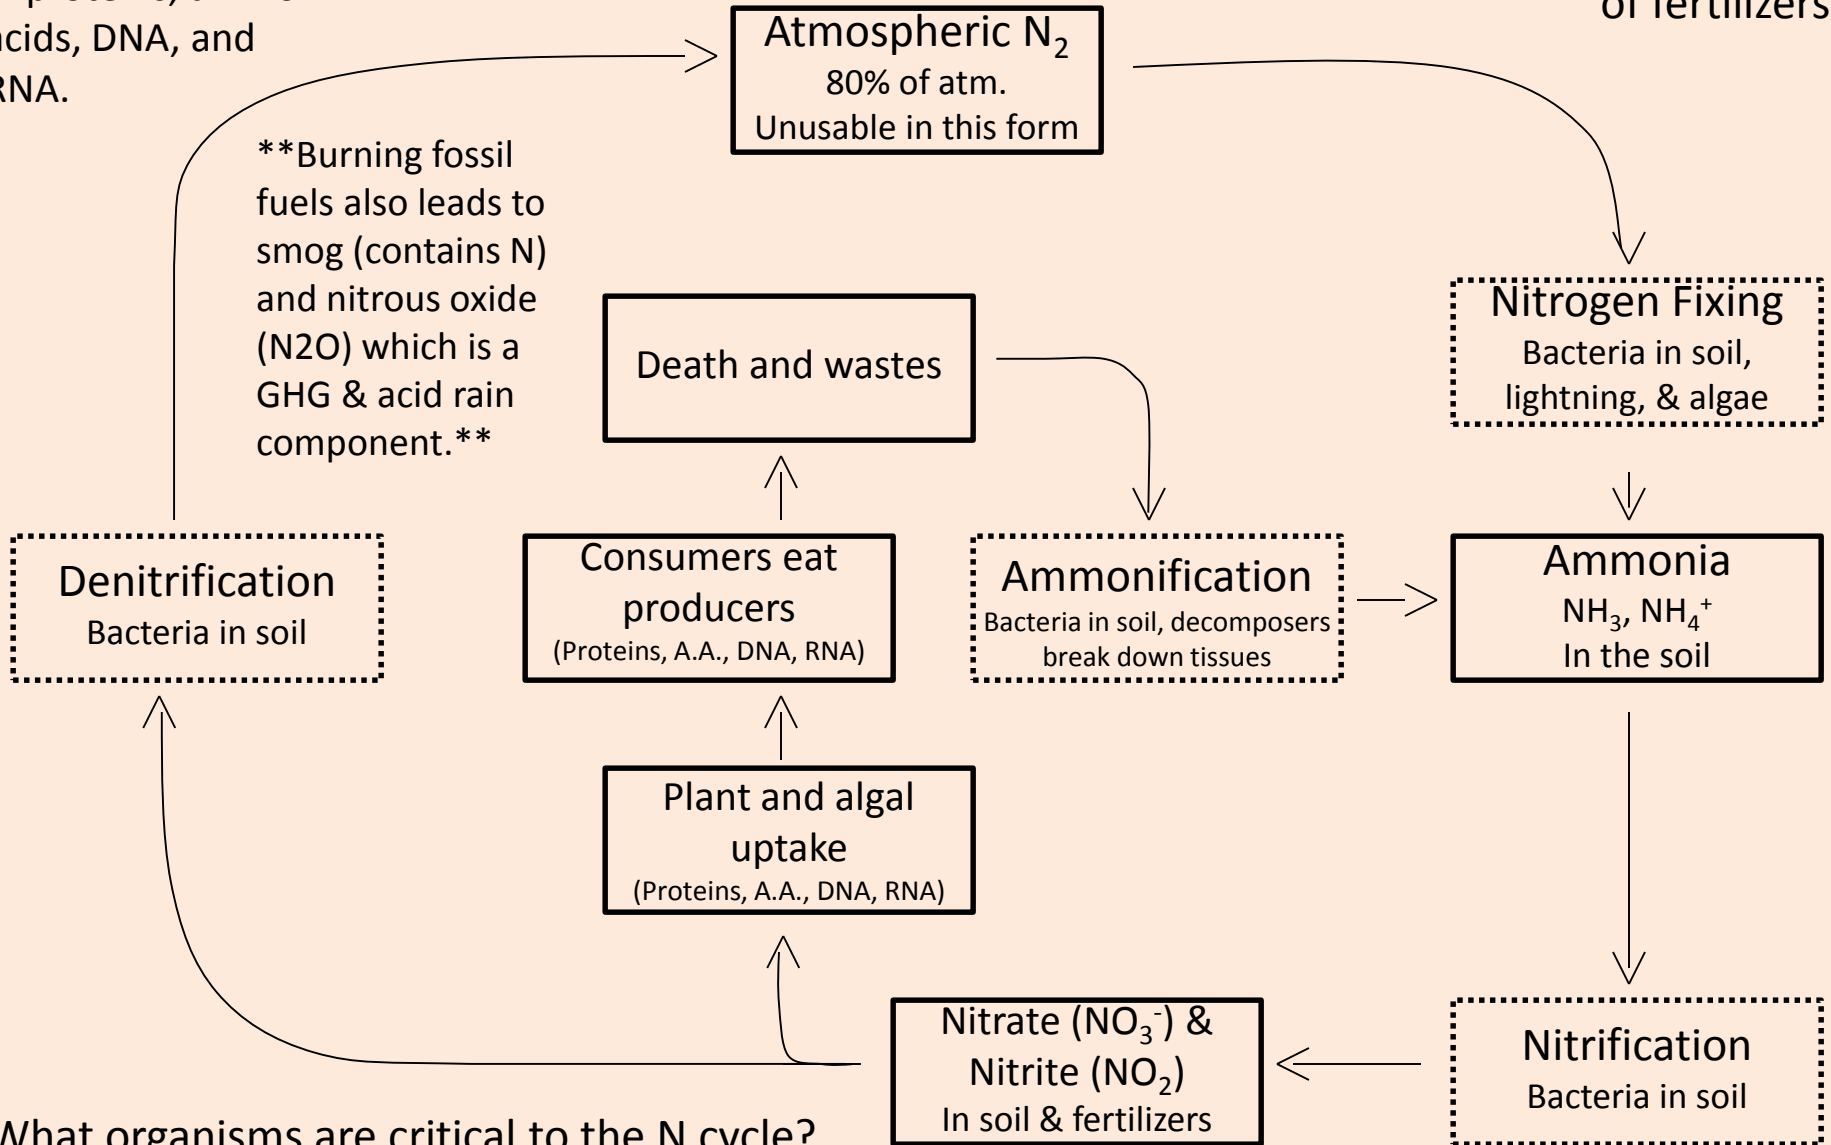 acids, DNA, and
RNA.
of fertilizers
Atmospheric N₂
80% of atm.
Unusable in this form
**Burning fossil
fuels also leads to
smog (contains N)
and nitrous oxide
(N2O) which is a
GHG & acid rain
component.**
Nitrogen Fixing
Bacteria in soil,
lightning, & algae
Death and wastes
Denitrification
Bacteria in soil
Consumers eat
producers
(Proteins, A.A., DNA, RNA)
Ammonification
Bacteria in soil, decomposers
break down tissues
Ammonia
NH₃, NH₄⁺
In the soil
Plant and algal
uptake
(Proteins, A.A., DNA, RNA)
Nitrate (NO₃⁻) &
Nitrite (NO₂)
In soil & fertilizers
Nitrification
Bacteria in soil
What organisms are critical to the N cycle?